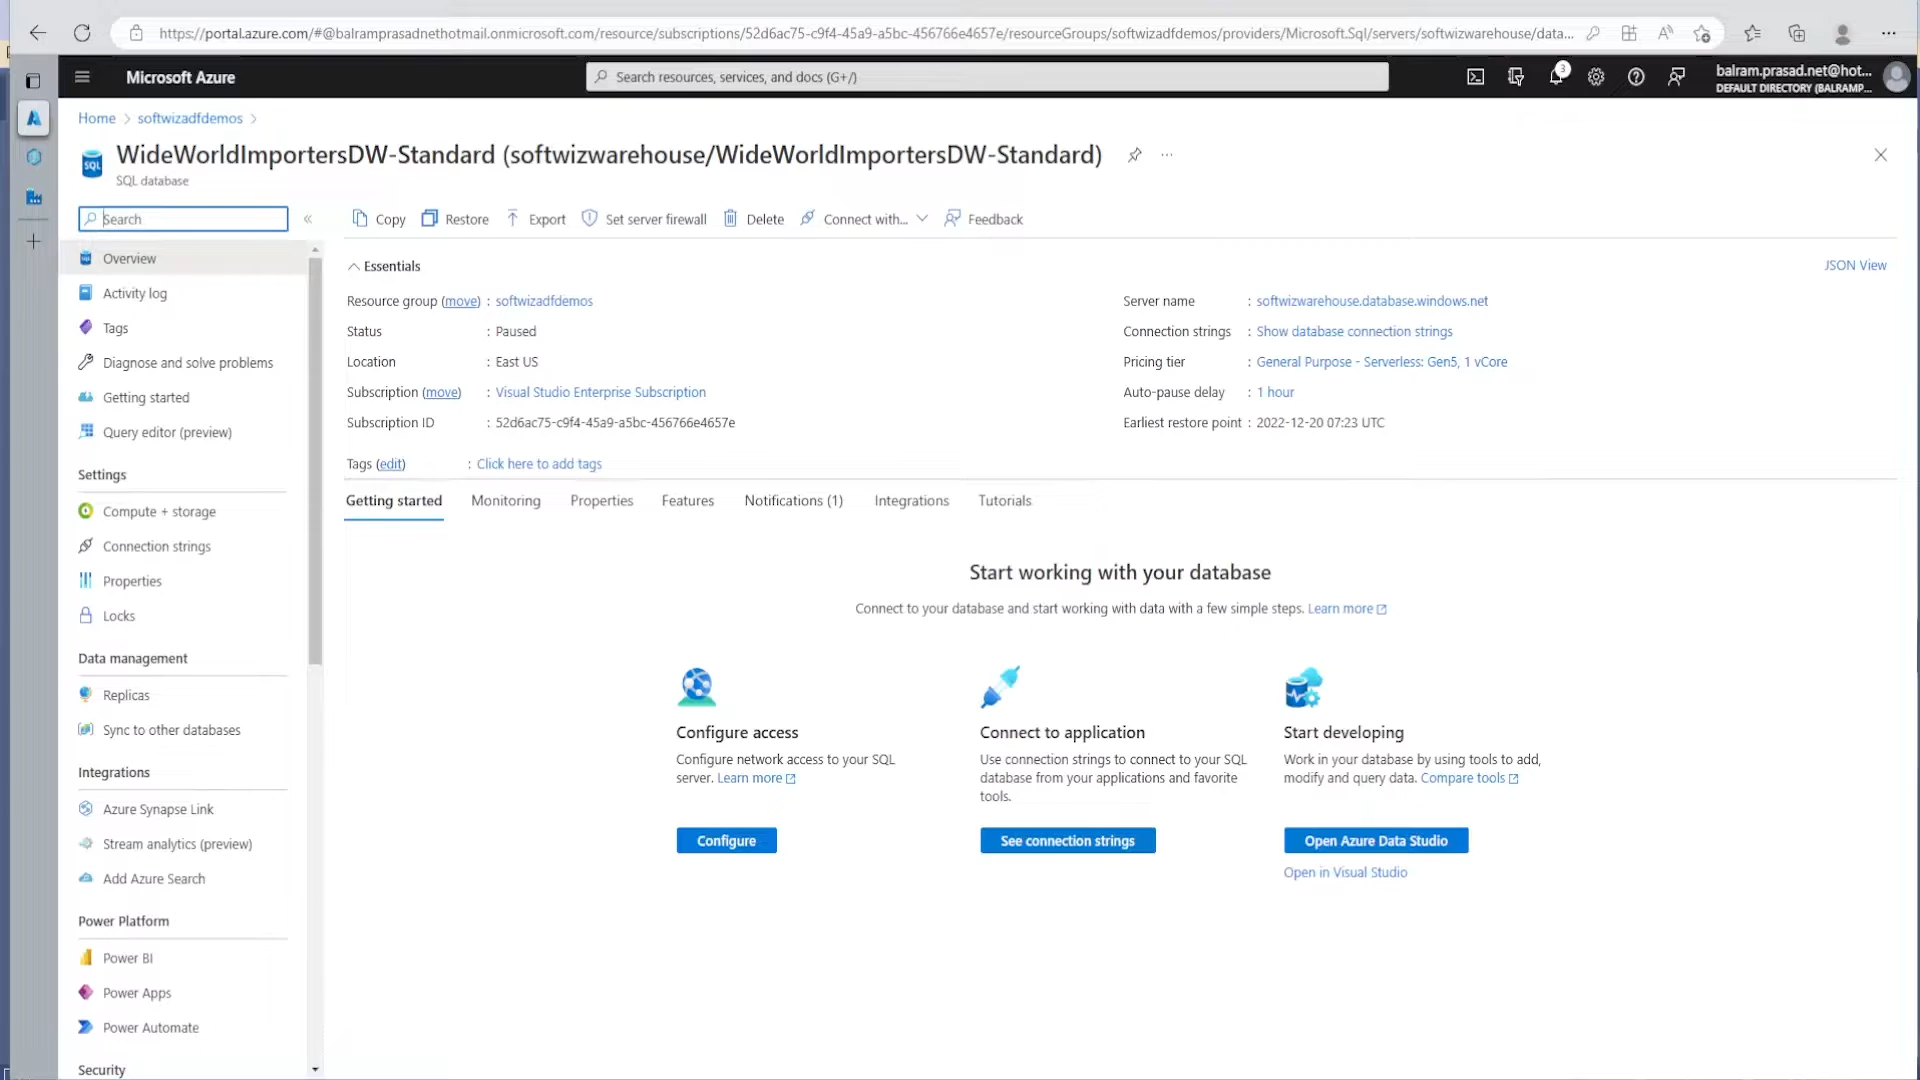 https://portal.azure.com/#@balramprasadnethotmail.onmicrosoft.com/resource/subscriptions/52d6ac75-c9f4-45a9-a5bc-456766e4657e/resourceGroups/softwizadfdemos/providers/Microsoft.Sql/servers/softwizwarehouse/data...
Microsoft Azure
Search resources, services, and docs (G+/)
3
balram.prasad.net@hot...
DEFAULT DIRECTORY (BALRAMP...
Home > softwizadfdemos >
WideWorldImportersDW-Standard (softwizwarehouse/WideWorldImportersDW-Standard)
SQL
SQL database
Search
Copy Restore Export Set server firewall Delete Connect with... Feedback
Overview
Activity log
Tags
Diagnose and solve problems
Getting started
Query editor (preview)
Settings
Compute + storage
Connection strings
Properties
Locks
Data management
Replicas
Sync to other databases
Integrations
Azure Synapse Link
Stream analytics (preview)
Add Azure Search
Power Platform
Power BI
Power Apps
Power Automate
Security
Essentials
JSON View
Resource group (move) : softwizadfdemos
Status : Paused
Location : East US
Subscription (move) : Visual Studio Enterprise Subscription
Subscription ID : 52d6ac75-c9f4-45a9-a5bc-456766e4657e
Server name : softwizwarehouse.database.windows.net
Connection strings : Show database connection strings
Pricing tier : General Purpose - Serverless: Gen5, 1 vCore
Auto-pause delay : 1 hour
Earliest restore point : 2022-12-20 07:23 UTC
Tags (edit) : Click here to add tags
Getting started Monitoring Properties Features Notifications (1) Integrations Tutorials
Start working with your database
Connect to your database and start working with data with a few simple steps. Learn more
Configure access
Configure network access to your SQL
server. Learn more
Configure
Connect to application
Use connection strings to connect to your SQL
database from your applications and favorite
tools.
See connection strings
Start developing
Work in your database by using tools to add,
modify and query data. Compare tools
Open Azure Data Studio
Open in Visual Studio